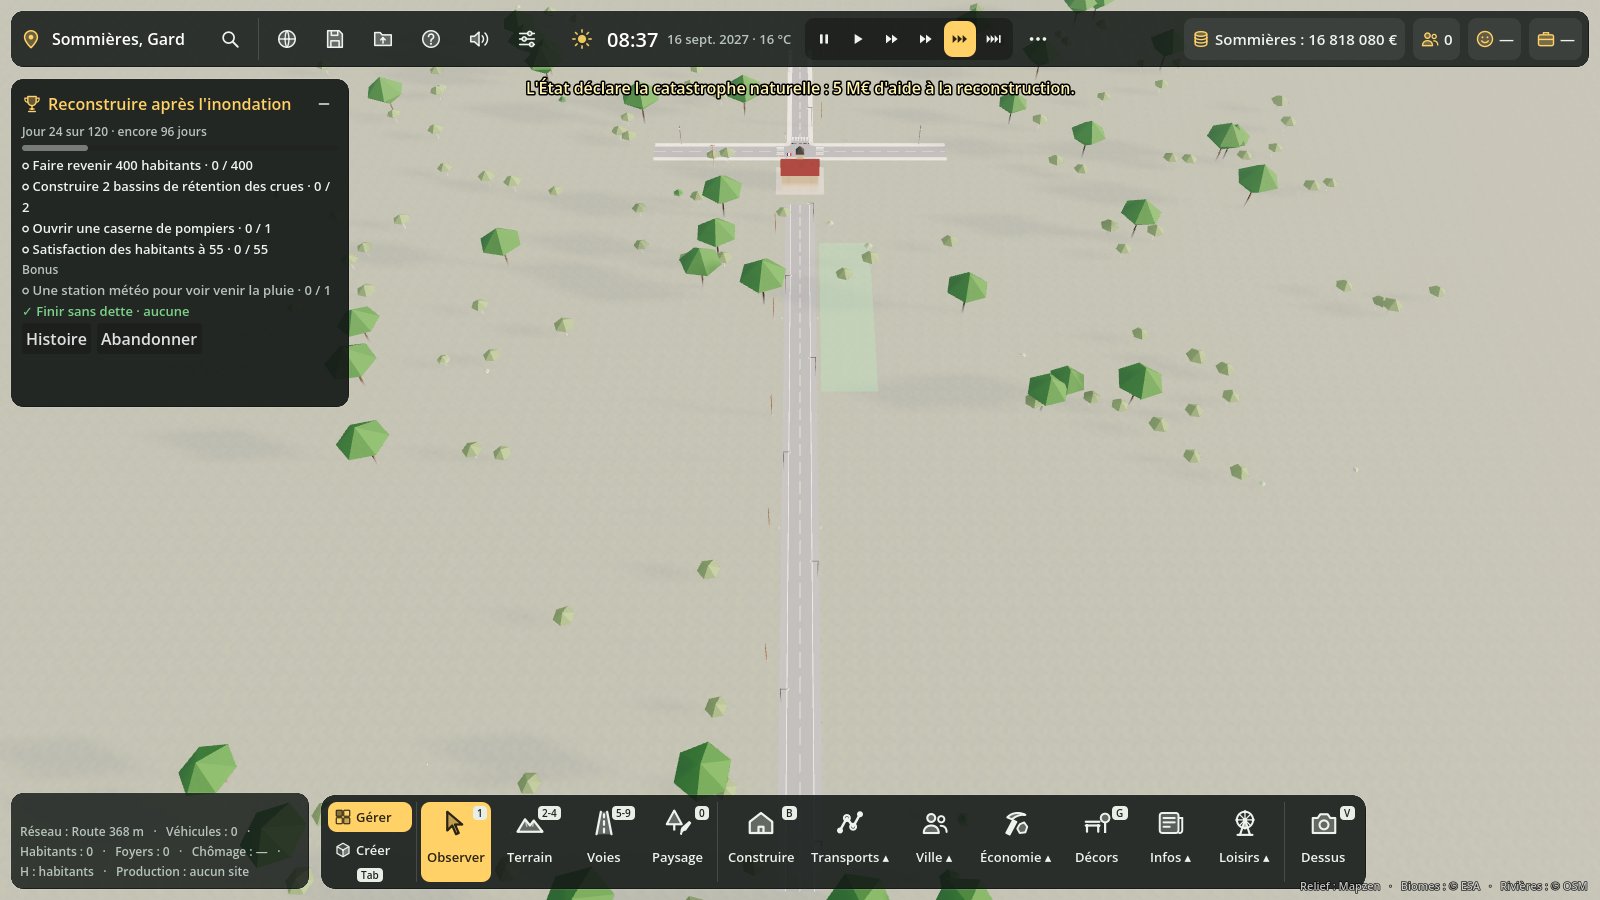 Sommières, Gard
08:37
16 sept. 2027 · 16 °C
Sommières : 16 818 080 €
0
—
—
L'État déclare la catastrophe naturelle : 5 M€ d'aide à la reconstruction.
Reconstruire après l'inondation
Jour 24 sur 120 · encore 96 jours
Faire revenir 400 habitants · 0 / 400
Construire 2 bassins de rétention des crues · 0 /
2
Ouvrir une caserne de pompiers · 0 / 1
Satisfaction des habitants à 55 · 0 / 55
Bonus
Une station météo pour voir venir la pluie · 0 / 1
✓ Finir sans dette · aucune
Histoire Abandonner
Réseau : Route 368 m · Véhicules : 0 ·
Habitants : 0 · Foyers : 0 · Chômage : — ·
H : habitants · Production : aucun site
Gérer
Créer
Tab
1
Observer
2-4
Terrain
5-9
Voies
0
Paysage
B
Construire
Transports ▴
Ville ▴
Économie ▴
G
Décors
Infos ▴
Loisirs ▴
V
Dessus
Relief : Mapzen · Biomes : © ESA · Rivières : © OSM